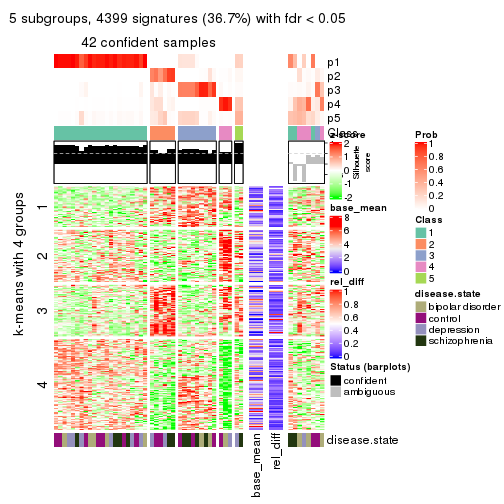 5 subgroups, 4399 signatures (36.7%) with fdr < 0.05
42 confident samples
p1
p2
p3
p4
p5
Class
k-means with 4 groups
1
2
3
4
Silhouette
score
z-score
2
1
0
-1
-2
base_mean
8
6
4
2
0
rel_diff
1
0.8
0.6
0.4
0.2
0
Status (barplots)
confident
ambiguous
Prob
1
0.8
0.6
0.4
0.2
0
Class
1
2
3
4
5
disease.state
bipolar disorder
control
depression
schizophrenia
disease.state
base_mean
rel_diff